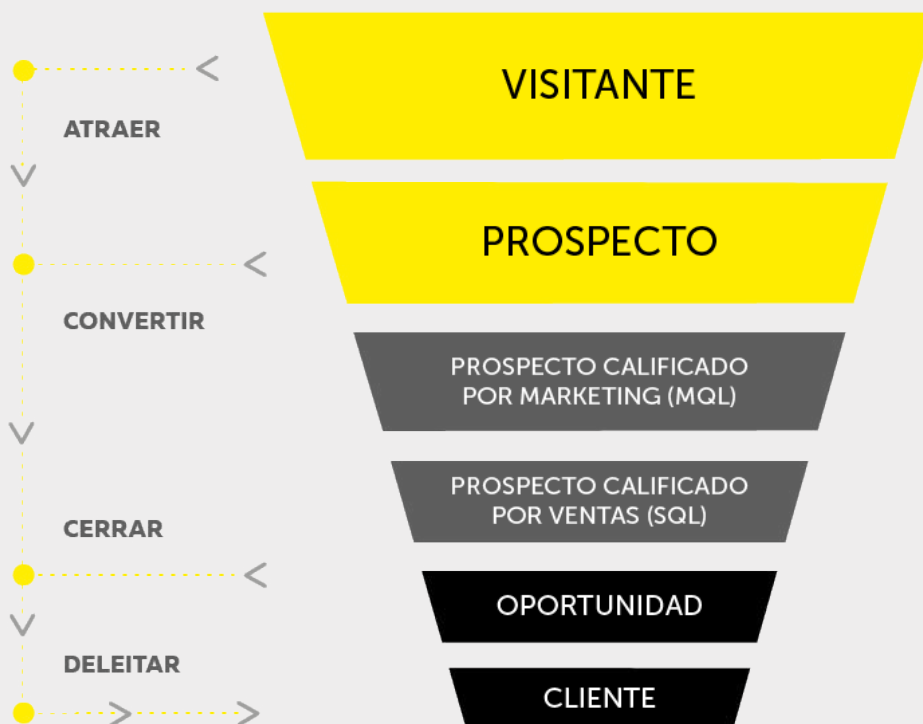 VISITANTE
ATRAER
PROSPECTO
CONVERTIR
PROSPECTO CALIFICADO
POR MARKETING (MQL)
PROSPECTO CALIFICADO
POR VENTAS (SQL)
CERRAR
OPORTUNIDAD
DELEITAR
CLIENTE